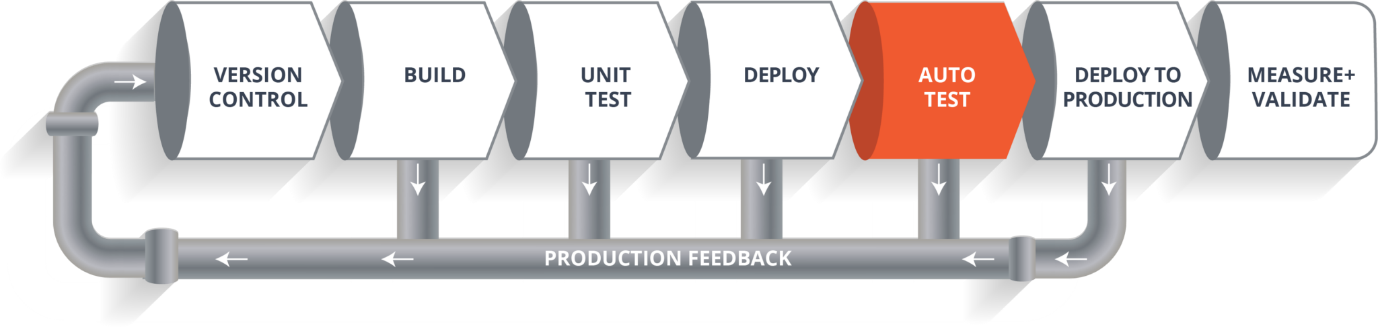 VERSION
CONTROL
BUILD
UNIT
TEST
DEPLOY
AUTO
TEST
DEPLOY TO
PRODUCTION
MEASURE+
VALIDATE
PRODUCTION FEEDBACK